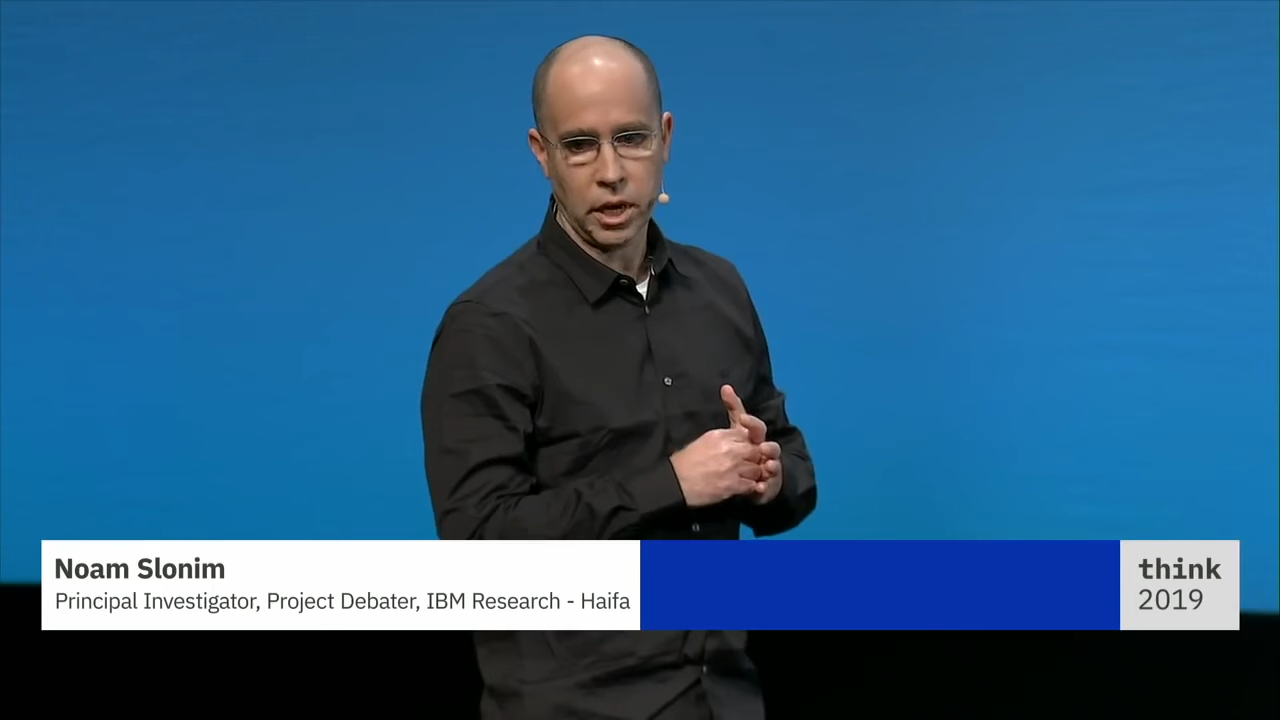 Noam Slonim
Principal Investigator, Project Debater, IBM Research - Haifa
think
2019